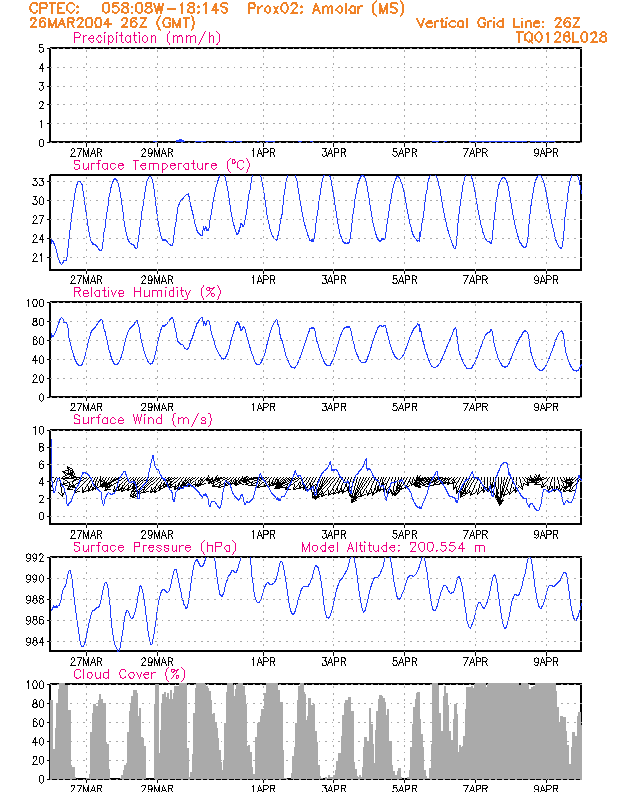 CPTEC: 058:08W-18:14S Prox02: Amolar (MS)
26MAR2004 26Z (GMT) Vertical Grid Line: 26Z
Precipitation (mm/h) TQ0126L028
5
4
3
2
1
0
27MAR 29MAR 1APR 3APR 5APR 7APR 9APR
Surface Temperature (ºC)
33
30
27
24
21
27MAR 29MAR 1APR 3APR 5APR 7APR 9APR
Relative Humidity (%)
100
80
60
40
20
0
27MAR 29MAR 1APR 3APR 5APR 7APR 9APR
Surface Wind (m/s)
10
8
6
4
2
0
27MAR 29MAR 1APR 3APR 5APR 7APR 9APR
Surface Pressure (hPa) Model Altitude: 200.554 m
992
990
988
986
984
27MAR 29MAR 1APR 3APR 5APR 7APR 9APR
Cloud Cover (%)
100
80
60
40
20
0
27MAR 29MAR 1APR 3APR 5APR 7APR 9APR